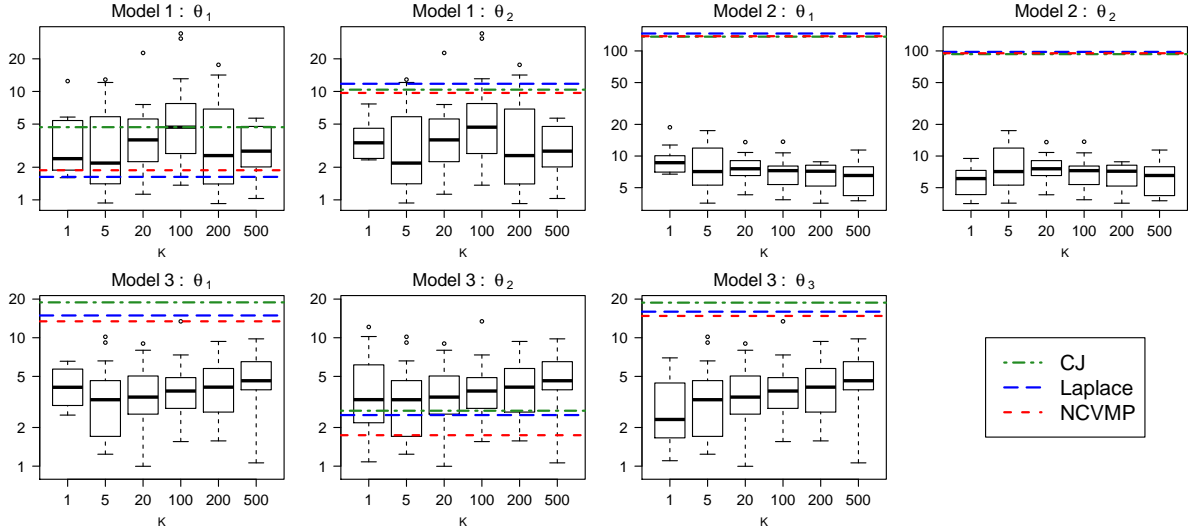 Model 1 : θ1
Model 1 : θ2
Model 2 : θ1
Model 2 : θ2
10
5
2
1
10
5
2
1
100
50
20
10
5
100
50
20
10
5
1 5 20 100 200 500
1 5 20 100 200 500
1 5 20 100 200 500
1 5 20 100 200 500
K
K
K
K
Model 3 : θ1
Model 3 : θ2
Model 3 : θ3
20
10
5
2
1
20
10
5
2
1
20
10
5
2
1
CJ
Laplace
NCVMP
1 5 20 100 200 500
1 5 20 100 200 500
1 5 20 100 200 500
K
K
K